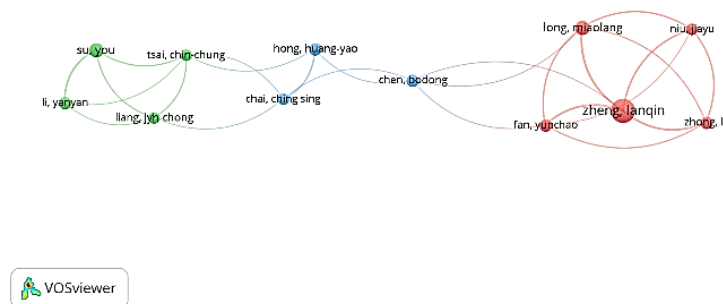 long, miaolang
niu, jiayu
su, you
tsai, chin-chung
hong, huang-yao
chen, bodong
li, yanyan
chai, ching sing
liang, jyh chong
zheng, lanqin
fan, yunchao
zhong, l
VOSviewer